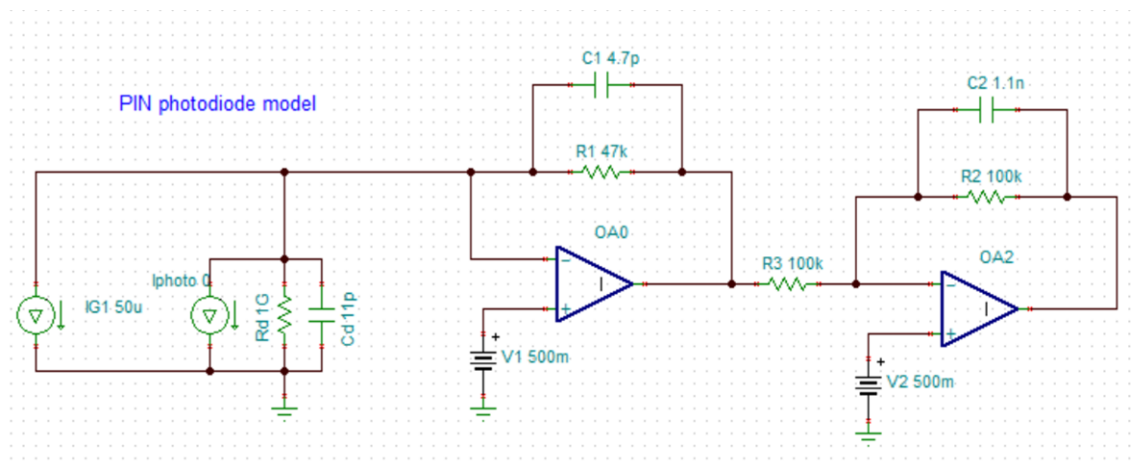 C1 4.7p
C2 1.1n
PIN photodiode model
R1 47k
R2 100k
OA0
OA2
R3 100k
Iphoto 0
IG1 50u
Rd 1G
Cd 11p
-
+
I
-
+
I
+
V1 500m
+
V2 500m